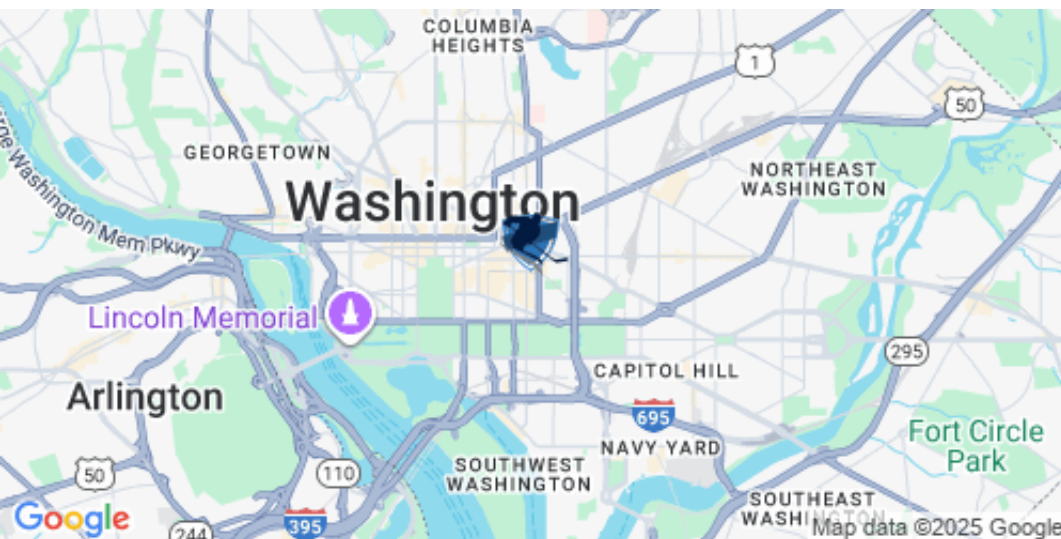 COLUMBIA
HEIGHTS
1
50
GEORGETOWN
NORTHEAST
WASHINGTON
Washington
Washington Mem Pkwy
Lincoln Memorial
295
CAPITOL HILL
Arlington
695
Fort Circle
Park
NAVY YARD
50
110
SOUTHWEST
WASHINGTON
SOUTHEAST
WASHIN
Google
244
395
Map data ©2025 Google